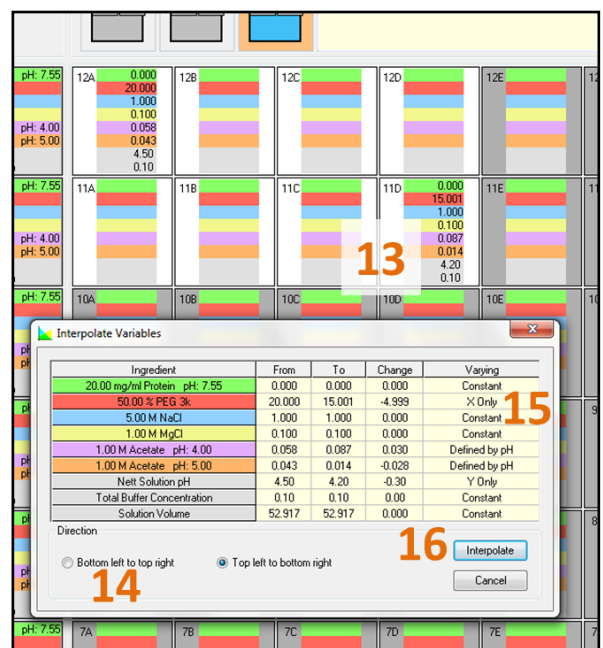 pH: 7.55 12A 0.000 12B 12C 12D 12E 12
20.000
1.000
0.100
pH: 4.00 0.058
pH: 5.00 0.043
4.50
0.10
pH: 7.55 11A 11B 11C 11D 0.000 11E 11
15.001
1.000
0.100
pH: 4.00 0.087
pH: 5.00 0.014
4.20
0.10
13
pH: 7.55 10A 10B 10C 10D 10E 10
Interpolate Variables
Ingredient From To Change Varying
20.00 mg/ml Protein pH: 7.55 0.000 0.000 0.000 Constant
50.00 % PEG 3k 20.000 15.001 -4.999 X Only
15
5.00 M NaCl 1.000 1.000 0.000 Constant
1.00 M MgCl 0.100 0.100 0.000 Constant
1.00 M Acetate pH: 4.00 0.058 0.087 0.030 Defined by pH
1.00 M Acetate pH: 5.00 0.043 0.014 -0.028 Defined by pH
Nett Solution pH 4.50 4.20 -0.30 Y Only
Total Buffer Concentration 0.10 0.10 0.00 Constant
Solution Volume 52.917 52.917 0.000 Constant
Direction
16 Interpolate
Bottom left to top right Top left to bottom right
14
Cancel
pH: 7.55 7A 7B 7C 7D 7E 7